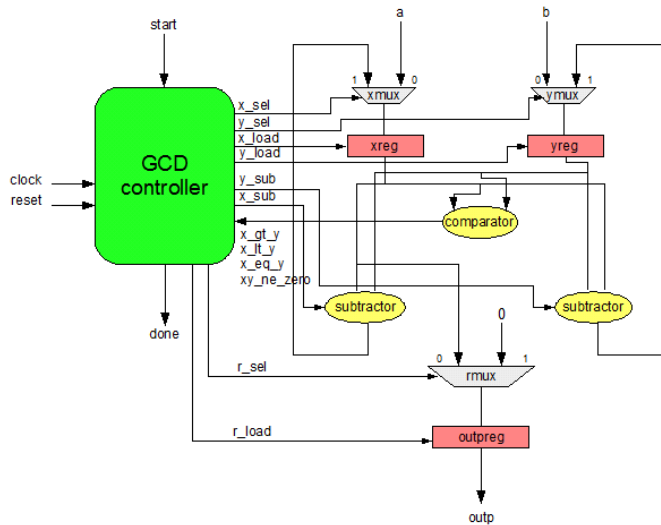 start
a
b
1
0
0
1
xmux
ymux
x_sel
y_sel
x_load
y_load
xreg
yreg
GCD
controller
clock
reset
y_sub
x_sub
comparator
x_gt_y
x_lt_y
x_eq_y
xy_ne_zero
subtractor
subtractor
done
0
0
1
r_sel
rmux
r_load
outpreg
outp